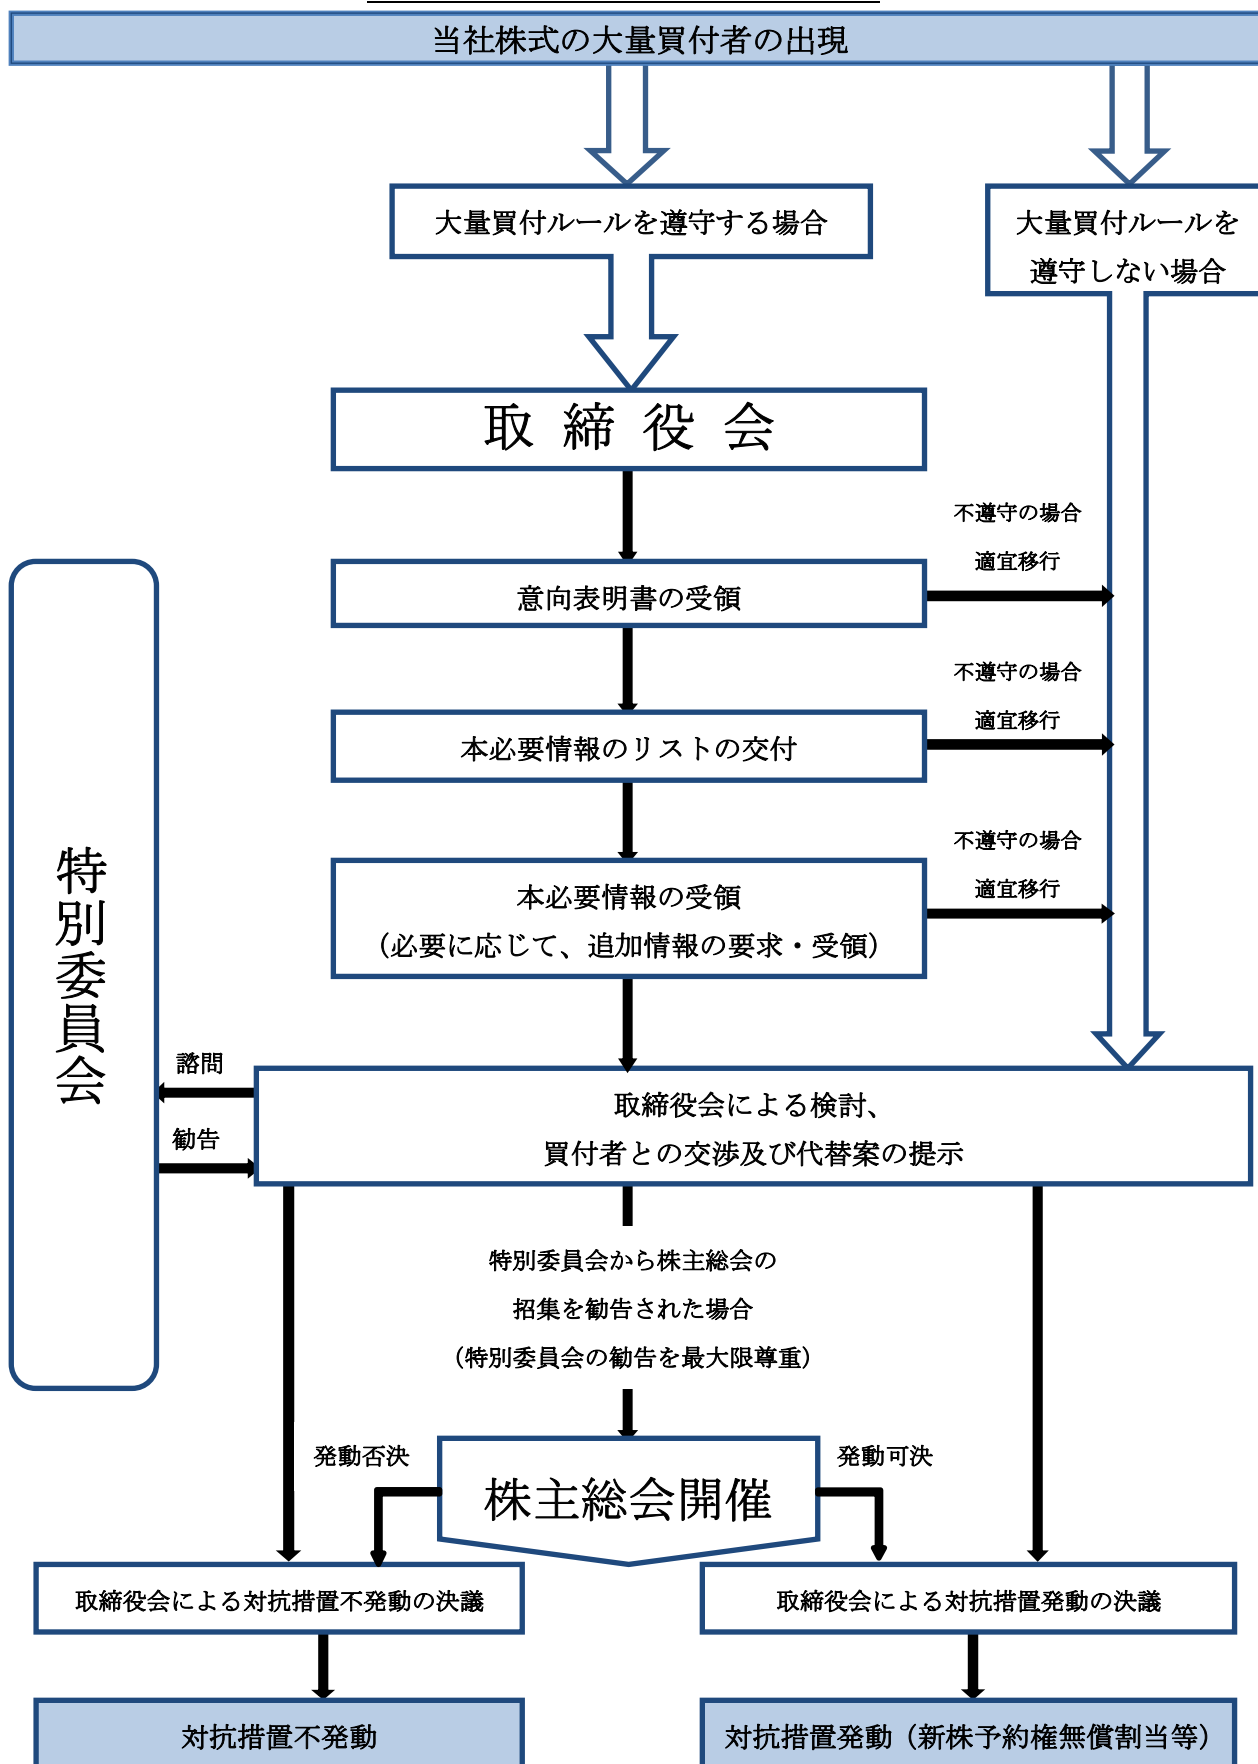 当社株式の大量買付者の出現
大量買付ルールを遵守する場合
大量買付ルールを
遵守しない場合
取締役会
不遵守の場合
適宜移行
意向表明書の受領
不遵守の場合
適宜移行
本必要情報のリストの交付
不遵守の場合
適宜移行
本必要情報の受領
（必要に応じて、追加情報の要求・受領）
特別委員会
諮問
勧告
取締役会による検討、
買付者との交渉及び代替案の提示
特別委員会から株主総会の
招集を勧告された場合
（特別委員会の勧告を最大限尊重）
発動否決
発動可決
株主総会開催
取締役会による対抗措置不発動の決議
取締役会による対抗措置発動の決議
対抗措置不発動
対抗措置発動（新株予約権無償割当等）